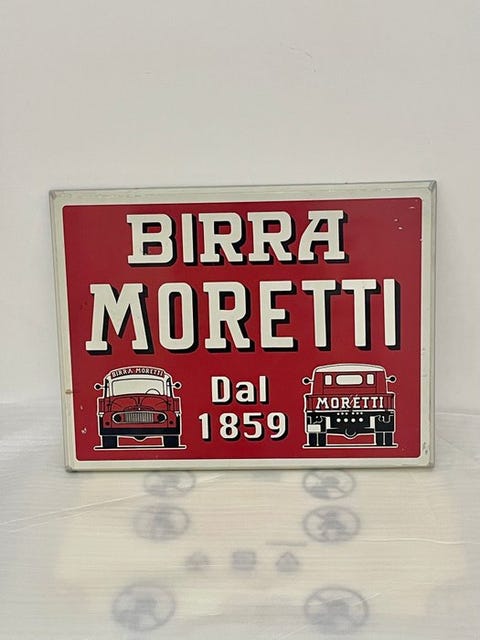 BIRRA
MORETTI
BIRRA MORETTI
Dal
1859
MORETTI